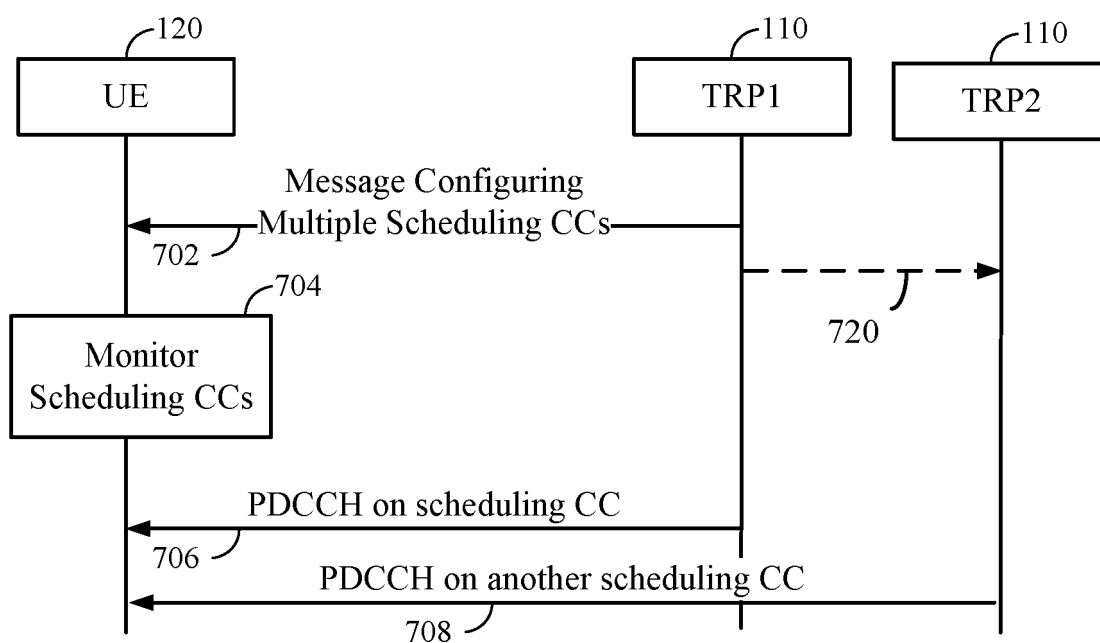 120
110
110
UE
TRP1
TRP2
Message Configuring
Multiple Scheduling CCs
702
720
704
Monitor
Scheduling CCs
PDCCH on scheduling CC
706
PDCCH on another scheduling CC
708